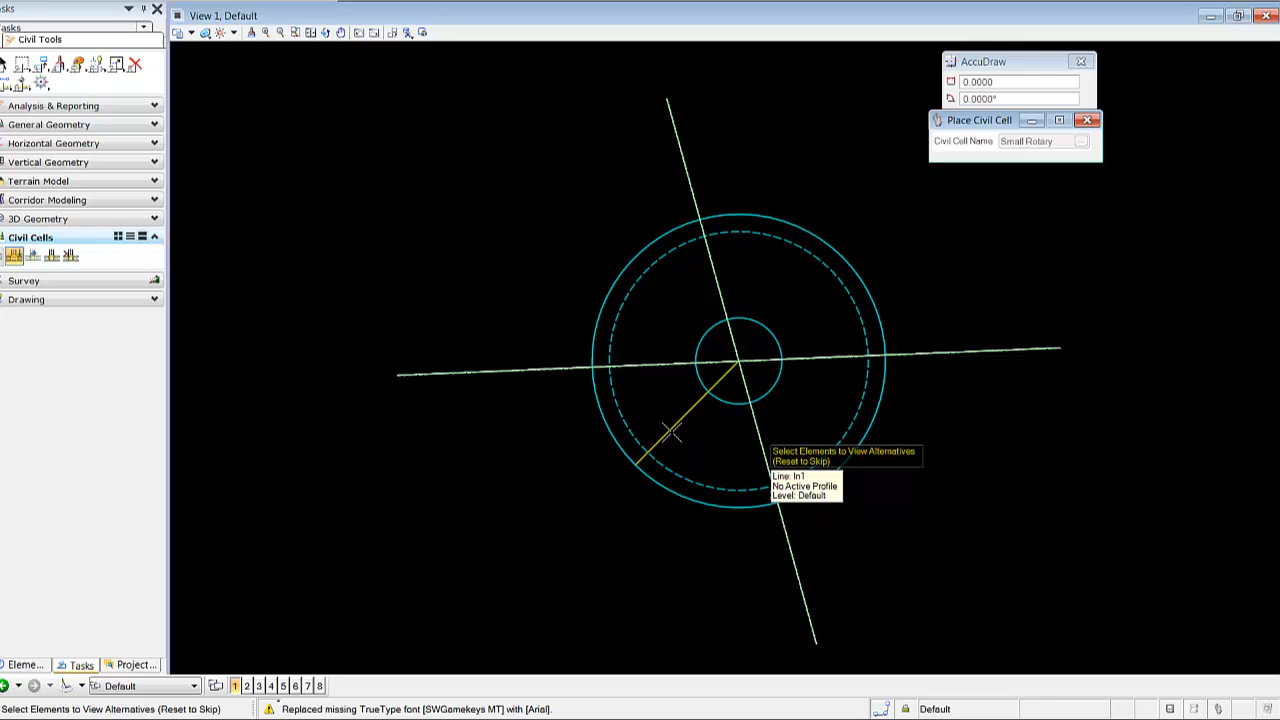 asks
View 1, Default
asks
Civil Tools
AccuDraw
0.0000
0.0000°
Analysis & Reporting
General Geometry
Horizontal Geometry
Vertical Geometry
Terrain Model
Corridor Modeling
3D Geometry
Civil Cells
Survey
Drawing
Place Civil Cell
Civil Cell Name
Small Rotary
...
Select Elements to View Alternatives
(Reset to Skip)
Line: ln1
No Active Profile
Level: Default
Eleme...
Tasks
Project...
Default
1 2 3 4 5 6 7 8
Select Elements to View Alternatives (Reset to Skip)
Replaced missing TrueType font [SWGamekeys MT] with [Arial].
Default